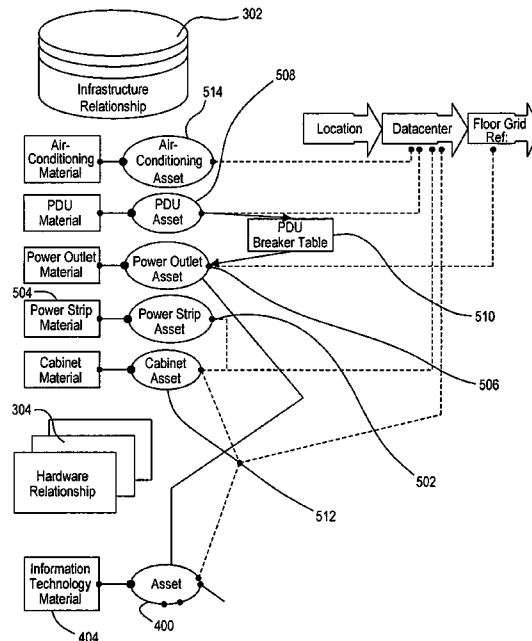 302
Infrastructure
Relationship
508
514
Air-
Conditioning
Material
Air-
Conditioning
Asset
Location
Datacenter
Floor Grid
Ref:
PDU
Material
PDU
Asset
PDU
Breaker Table
Power Outlet
Material
Power Outlet
Asset
510
504
Power Strip
Material
Power Strip
Asset
506
Cabinet
Material
Cabinet
Asset
304
502
Hardware
Relationship
512
Information
Technology
Material
Asset
400
404